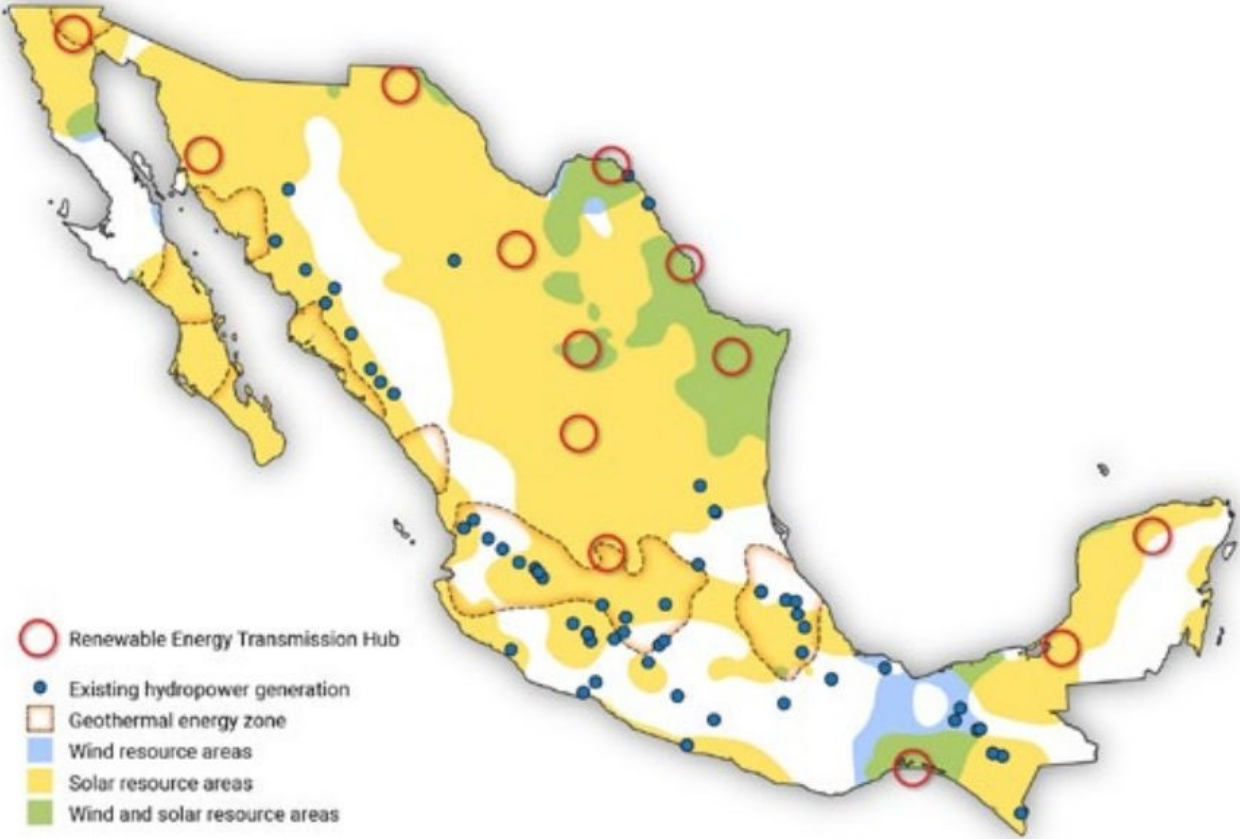 Renewable Energy Transmission Hub
Existing hydropower generation
Geothermal energy zone
Wind resource areas
Solar resource areas
Wind and solar resource areas